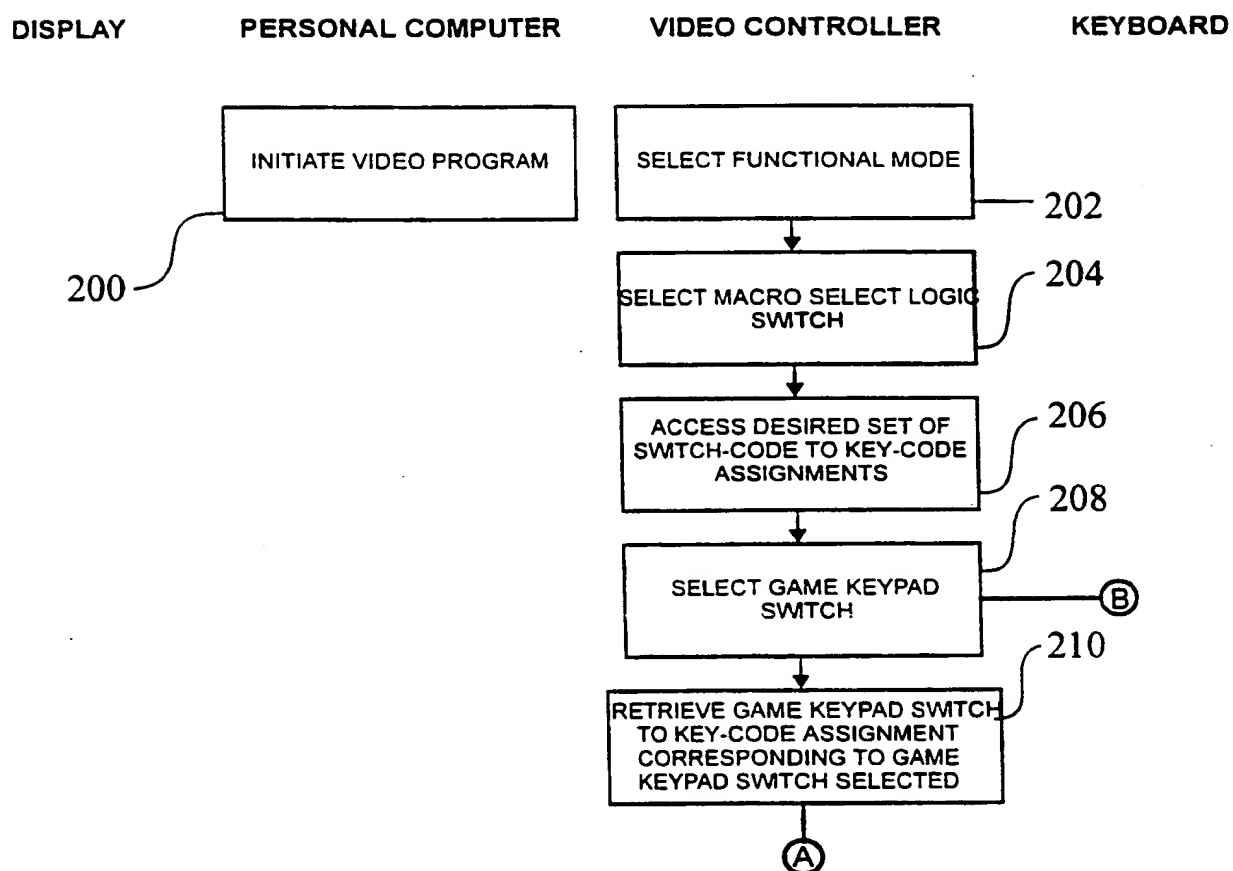 DISPLAY PERSONAL COMPUTER VIDEO CONTROLLER KEYBOARD
INITIATE VIDEO PROGRAM
200
SELECT FUNCTIONAL MODE
202
SELECT MACRO SELECT LOGIC
SWITCH
204
ACCESS DESIRED SET OF
SWITCH-CODE TO KEY-CODE
ASSIGNMENTS
206
SELECT GAME KEYPAD
SWITCH
208
B
RETRIEVE GAME KEYPAD SWITCH
TO KEY-CODE ASSIGNMENT
CORRESPONDING TO GAME
KEYPAD SWITCH SELECTED
210
A